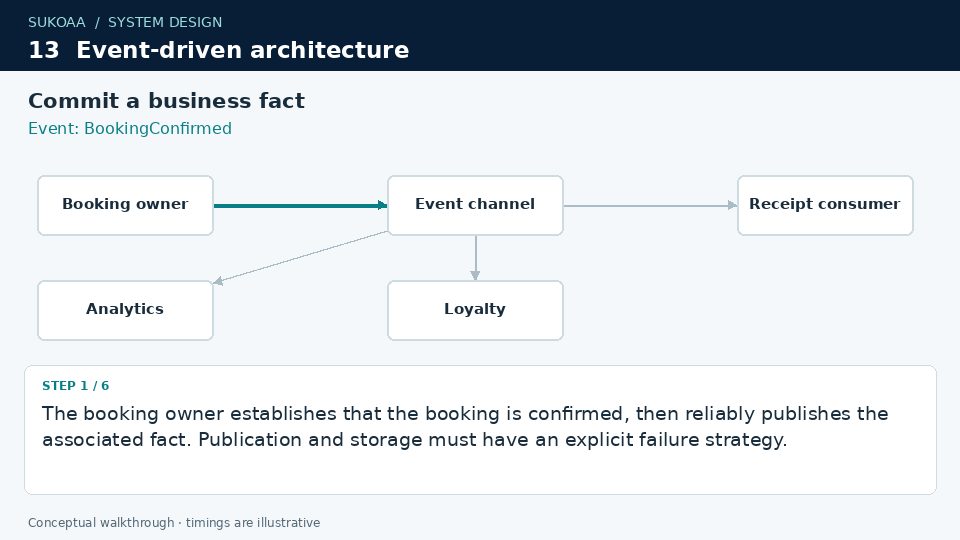 SUKOAA / SYSTEM DESIGN
13 Event-driven architecture
Commit a business fact
Event: BookingConfirmed
Booking owner
Event channel
Receipt consumer
Analytics
Loyalty
STEP 1 / 6
The booking owner establishes that the booking is confirmed, then reliably publishes the
associated fact. Publication and storage must have an explicit failure strategy.
Conceptual walkthrough · timings are illustrative